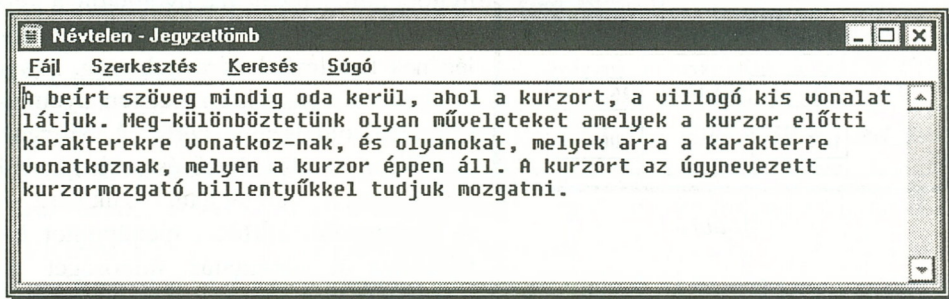 Névtelen - Jegyzettömb
Fájl Szerkesztés Keresés Súgó
A beírt szöveg mindig oda kerül, ahol a kurzort, a villogó kis vonalat
látjuk. Meg-különböztetünk olyan műveleteket amelyek a kurzor előtti
karakterekre vonatkoz-nak, és olyanokat, melyek arra a karakterre
vonatkoznak, melyen a kurzor éppen áll. A kurzort az úgynevezett
kurzormozgató billentyűkkel tudjuk mozgatni.